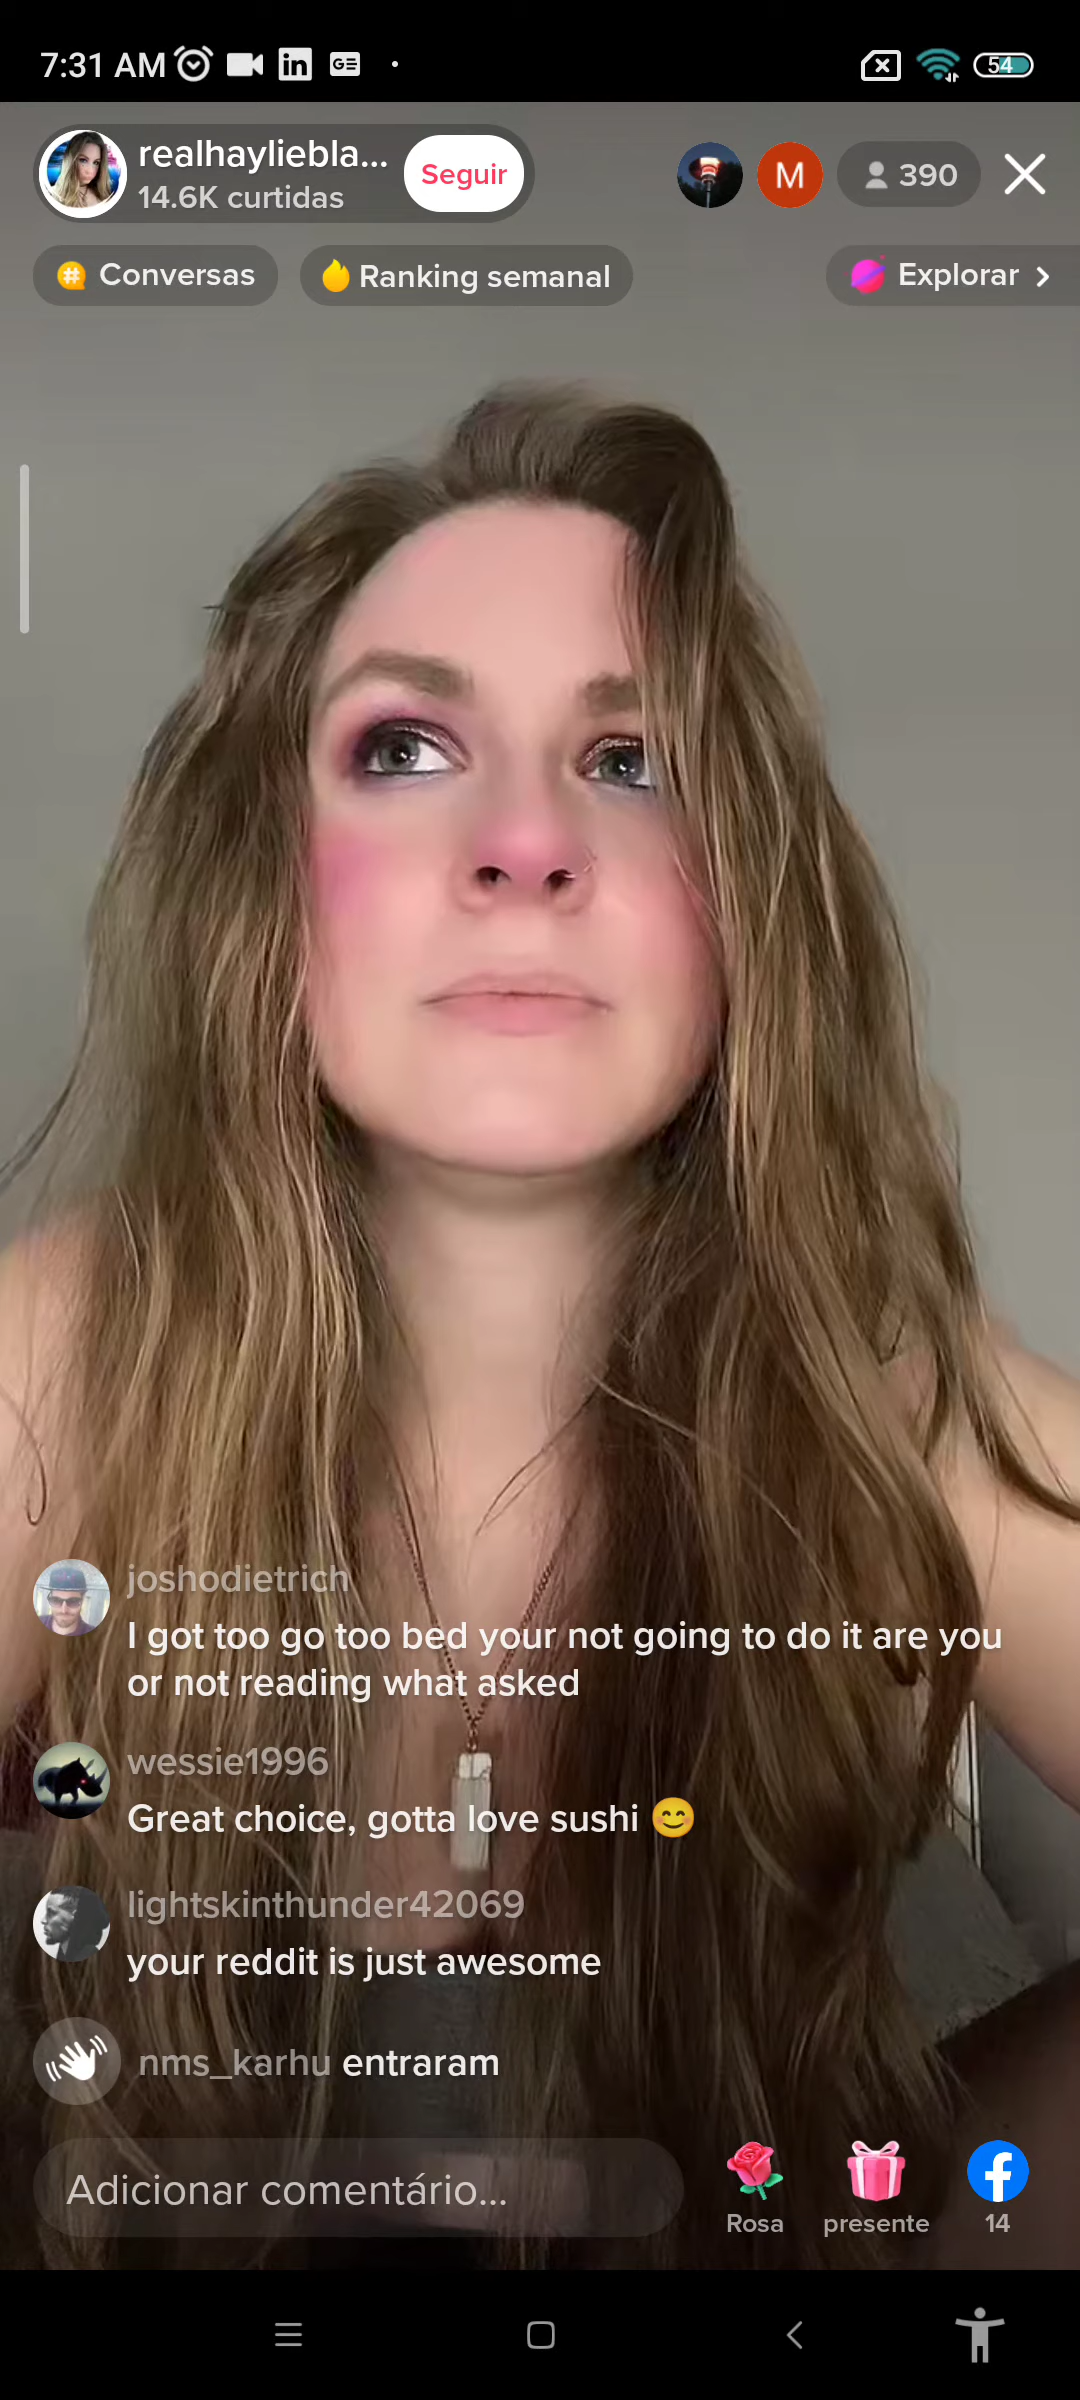 7:31 AM
54
realhayliebla...
14.6K curtidas
Seguir
M
390
Conversas
Ranking semanal
Explorar
joshodietrich
I got too go too bed your not going to do it are you
or not reading what asked
wessie1996
Great choice, gotta love sushi 😊
lightskinthunder42069
your reddit is just awesome
nms_karhu entraram
Adicionar comentário...
Rosa
presente
14